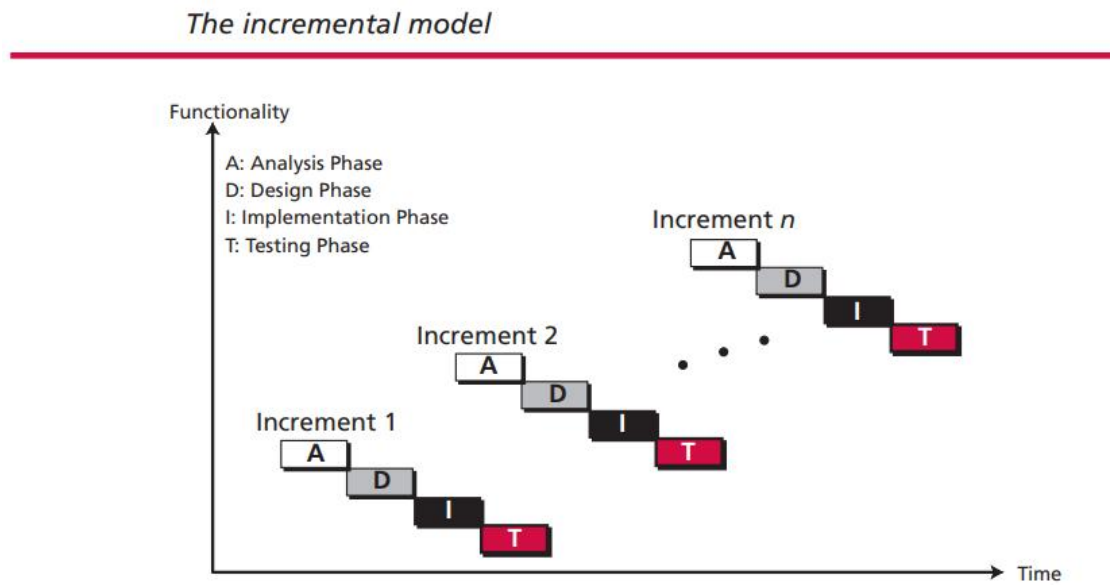 The incremental model
Functionality
A: Analysis Phase
D: Design Phase
I: Implementation Phase
T: Testing Phase
Increment n
A
D
I
T
Increment 2
A
D
I
T
Increment 1
A
D
I
T
Time